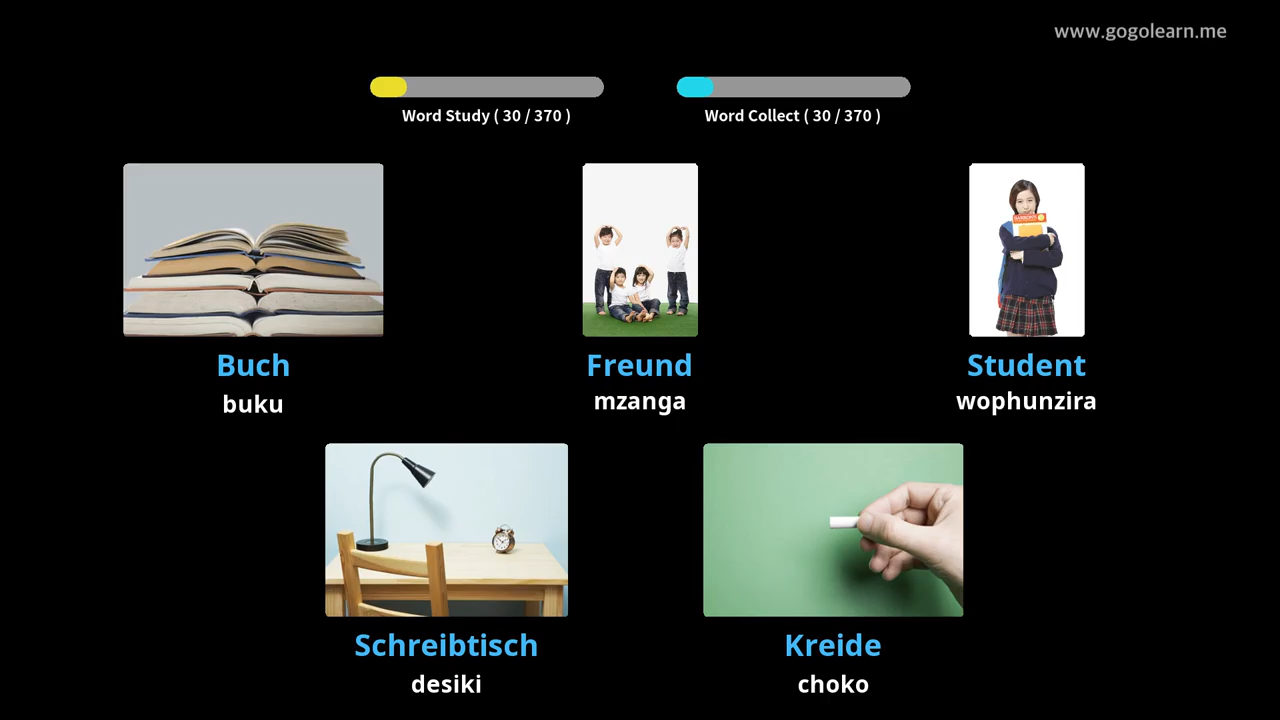 www.gogolearn.me
Word Study ( 30 / 370 )
Word Collect ( 30 / 370 )
Buch
buku
Freund
mzanga
Student
wophunzira
Schreibtisch
desiki
Kreide
choko